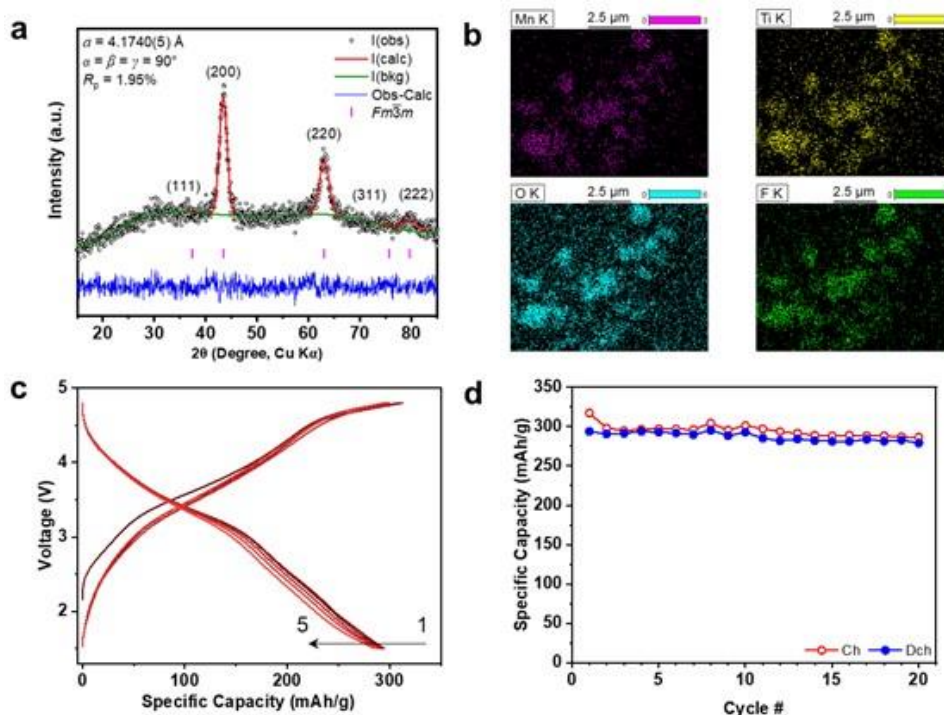 a
a = 4.1740(5) Å
α = β = γ = 90°
Rp = 1.95%
I(obs)
I(calc)
I(bkg)
Obs-Calc
Fm3̅m
(200)
(220)
(111)
(311)
(222)
Intensity (a.u.)
20 30 40 50 60 70 80
2θ (Degree, Cu Kα)
b
Mn K 2.5 μm
Ti K 2.5 μm
O K 2.5 μm
F K 2.5 μm
c
5
4
3
2
Voltage (V)
5 1
0 100 200 300
Specific Capacity (mAh/g)
d
350
300
250
200
150
100
50
0
Specific Capacity (mAh/g)
Ch Dch
0 5 10 15 20
Cycle #